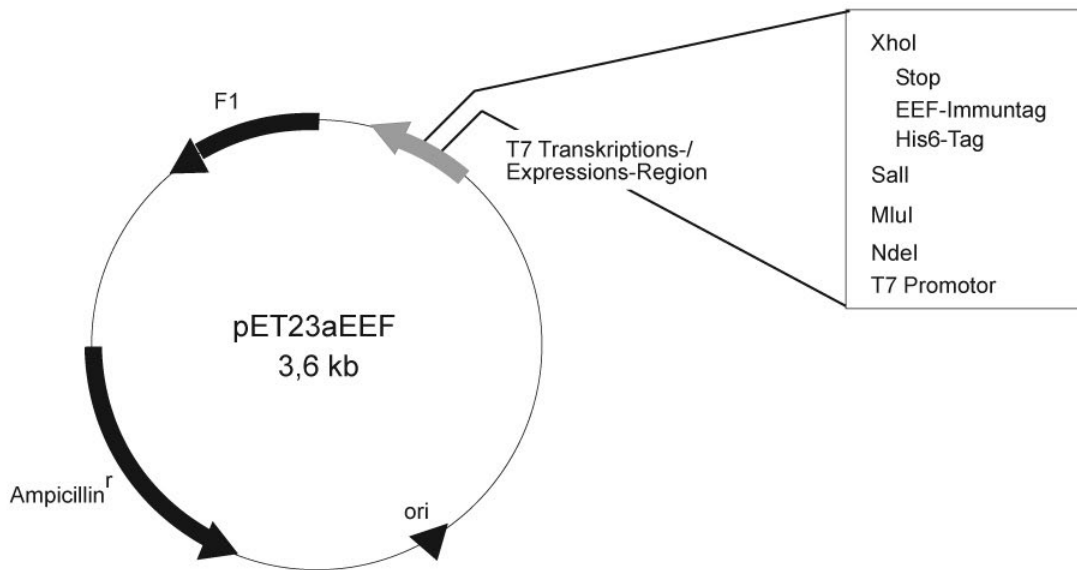 F1
T7 Transkriptions-/
Expressions-Region
XhoI
Stop
EEF-Immuntag
His6-Tag
SalI
MluI
NdeI
T7 Promotor
pET23aEEF
3,6 kb
Ampicillin^r
ori